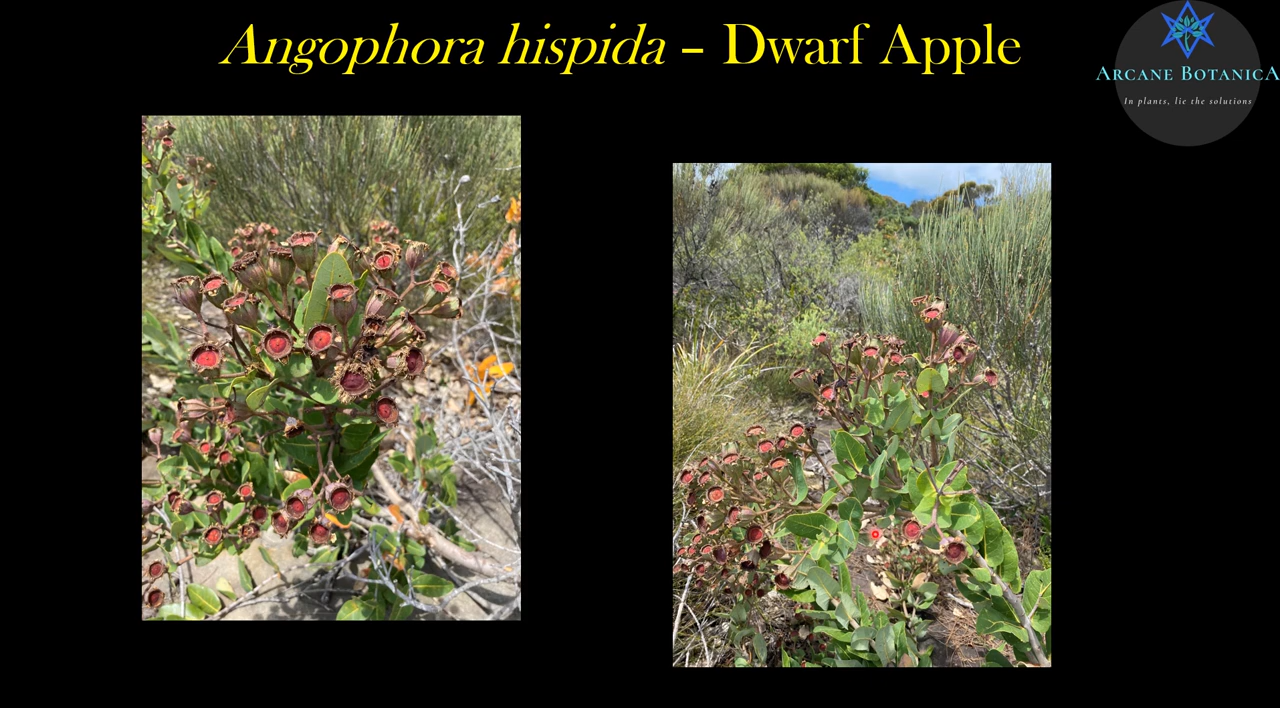 Angophora hispida – Dwarf Apple
ARCANE BOTANICA
In plants, lie the solutions